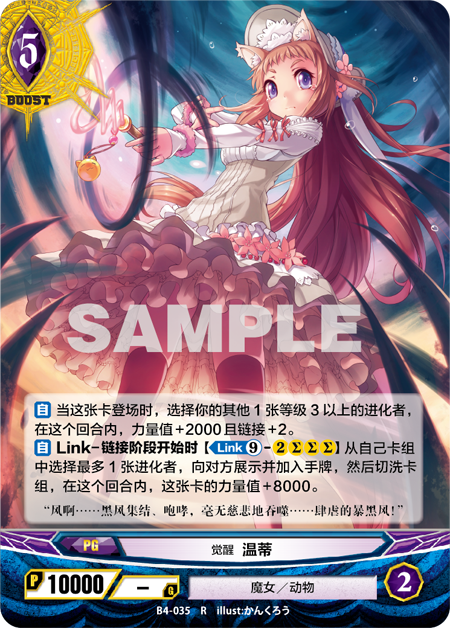 5
BOOST
SAMPLE
自 当这张卡登场时，选择你的其他1张等级3以上的进化者，
在这个回合内，力量值+2000且链接+2。
自 Link-链接阶段开始时【Link 9-2ΣΣΣ】从自己卡组
中选择最多1张进化者，向对方展示并加入手牌，然后切洗卡
组，在这个回合内，这张卡的力量值+8000。
“风啊……黑风集结、咆哮，毫无慈悲地吞噬……肆虐的暴黑风！”
PG
觉醒 温蒂
P 10000 － G
魔女／动物
2
B4-035 R illust:かんくろう